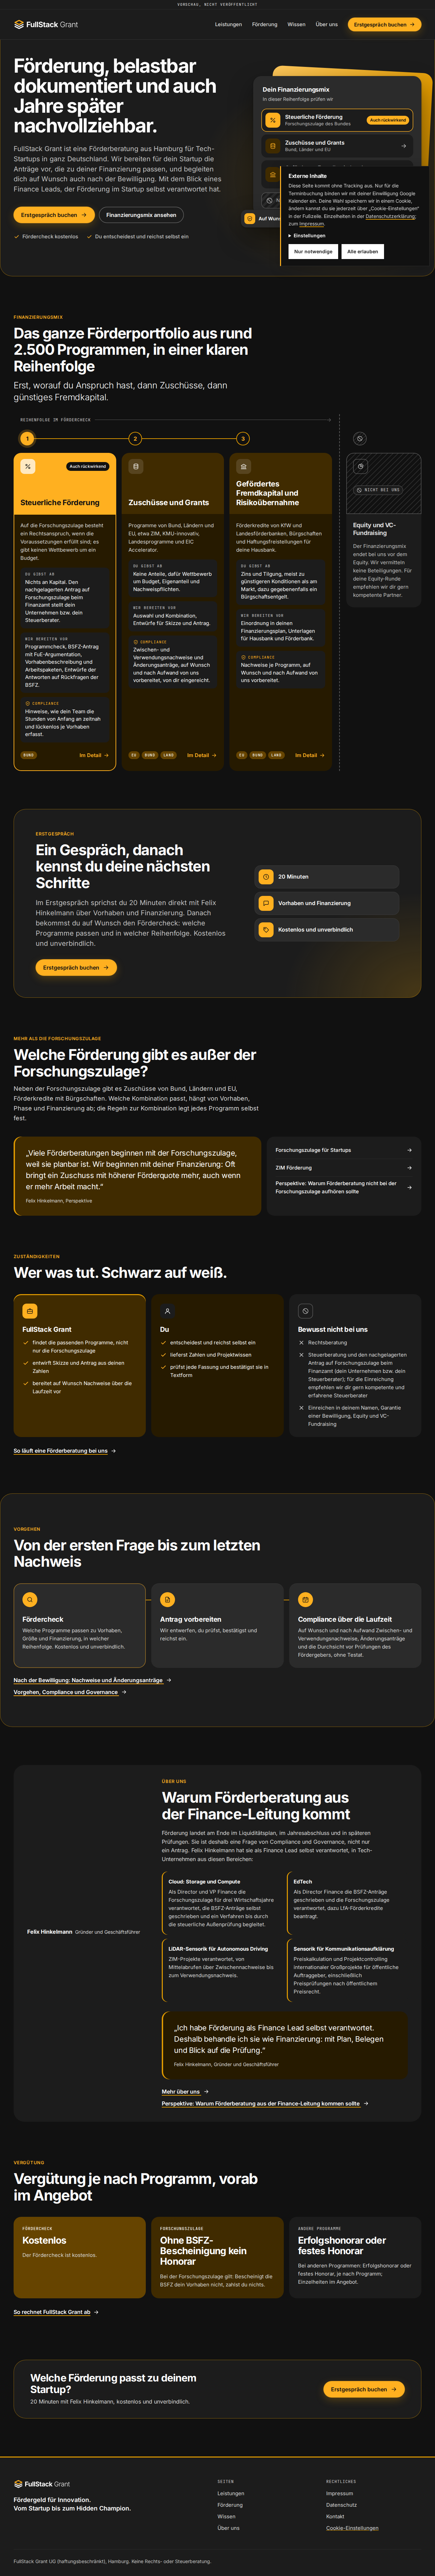 VORSCHAU, NICHT VERÖFFENTLICHT
FullStack Grant
Leistungen
Förderung
Wissen
Über uns
Erstgespräch buchen
Förderung, belastbar
dokumentiert und auch
Jahre später
nachvollziehbar.
FullStack Grant ist eine Förderberatung aus Hamburg für Tech-
Startups in ganz Deutschland. Wir bereiten für dein Startup die
Anträge vor, die zu deiner Finanzierung passen, und begleiten
dich auf Wunsch auch nach der Bewilligung. Mit dem Blick eines
Finance Leads, der Förderung im Startup selbst verantwortet hat.
Erstgespräch buchen
Finanzierungsmix ansehen
Fördercheck kostenlos
Du entscheidest und reichst selbst ein
Dein Finanzierungsmix
In dieser Reihenfolge prüfen wir
Steuerliche Förderung
Forschungszulage des Bundes
Auch rückwirkend
Zuschüsse und Grants
Bund, Länder und EU
Auf Wuns
Externe Inhalte
Diese Seite kommt ohne Tracking aus. Nur für die
Terminbuchung binden wir mit deiner Einwilligung Google
Kalender ein. Deine Wahl speichern wir in einem Cookie,
ändern kannst du sie jederzeit über „Cookie-Einstellungen“
in der Fußzeile. Einzelheiten in der Datenschutzerklärung;
zum Impressum.
Einstellungen
Nur notwendige
Alle erlauben
FINANZIERUNGSMIX
Das ganze Förderportfolio aus rund
2.500 Programmen, in einer klaren
Reihenfolge
Erst, worauf du Anspruch hast, dann Zuschüsse, dann
günstiges Fremdkapital.
REIHENFOLGE IM FÖRDERCHECK
1
2
3
Auch rückwirkend
Steuerliche Förderung
Auf die Forschungszulage besteht
ein Rechtsanspruch, wenn die
Voraussetzungen erfüllt sind, es
gibt keinen Wettbewerb um ein
Budget.
DU GIBST AB
Nichts an Kapital. Den
nachgelagerten Antrag auf
Forschungszulage beim
Finanzamt stellt dein
Unternehmen bzw. dein
Steuerberater.
WIR BEREITEN VOR
Programmcheck, BSFZ-Antrag
mit FuE-Argumentation,
Vorhabenbeschreibung und
Arbeitspaketen, Entwürfe der
Antworten auf Rückfragen der
BSFZ.
COMPLIANCE
Hinweise, wie dein Team die
Stunden von Anfang an zeitnah
und lückenlos je Vorhaben
erfasst.
BUND
Im Detail
Zuschüsse und Grants
Programme von Bund, Ländern und
EU, etwa ZIM, KMU-innovativ,
Landesprogramme und EIC
Accelerator.
DU GIBST AB
Keine Anteile, dafür Wettbewerb
um Budget, Eigenanteil und
Nachweispflichten.
WIR BEREITEN VOR
Auswahl und Kombination,
Entwürfe für Skizze und Antrag.
COMPLIANCE
Zwischen- und
Verwendungsnachweise und
Änderungsanträge, auf Wunsch
und nach Aufwand von uns
vorbereitet, von dir eingereicht.
EU
BUND
LAND
Im Detail
Gefördertes
Fremdkapital und
Risikoübernahme
Förderkredite von KfW und
Landesförderbanken, Bürgschaften
und Haftungsfreistellungen für
deine Hausbank.
DU GIBST AB
Zins und Tilgung, meist zu
günstigeren Konditionen als am
Markt, dazu gegebenenfalls ein
Bürgschaftsentgelt.
WIR BEREITEN VOR
Einordnung in deinen
Finanzierungsplan, Unterlagen
für Hausbank und Förderbank.
COMPLIANCE
Nachweise je Programm, auf
Wunsch und nach Aufwand von
uns vorbereitet.
EU
BUND
LAND
Im Detail
NICHT BEI UNS
Equity und VC-
Fundraising
Der Finanzierungsmix
endet bei uns vor dem
Equity. Wir vermitteln
keine Beteiligungen. Für
deine Equity-Runde
empfehlen wir dir gern
kompetente Partner.
ERSTGESPRÄCH
Ein Gespräch, danach
kennst du deine nächsten
Schritte
Im Erstgespräch sprichst du 20 Minuten direkt mit Felix
Hinkelmann über Vorhaben und Finanzierung. Danach
bekommst du auf Wunsch den Fördercheck: welche
Programme passen und in welcher Reihenfolge. Kostenlos
und unverbindlich.
Erstgespräch buchen
20 Minuten
Vorhaben und Finanzierung
Kostenlos und unverbindlich
MEHR ALS DIE FORSCHUNGSZULAGE
Welche Förderung gibt es außer der
Forschungszulage?
Neben der Forschungszulage gibt es Zuschüsse von Bund, Ländern und EU,
Förderkredite mit Bürgschaften. Welche Kombination passt, hängt von Vorhaben,
Phase und Finanzierung ab; die Regeln zur Kombination legt jedes Programm selbst
fest.
„Viele Förderberatungen beginnen mit der Forschungszulage,
weil sie planbar ist. Wir beginnen mit deiner Finanzierung: Oft
bringt ein Zuschuss mit höherer Förderquote mehr, auch wenn
er mehr Arbeit macht.“
Felix Hinkelmann, Perspektive
Forschungszulage für Startups
ZIM Förderung
Perspektive: Warum Förderberatung nicht bei der
Forschungszulage aufhören sollte
ZUSTÄNDIGKEITEN
Wer was tut. Schwarz auf weiß.
FullStack Grant
findet die passenden Programme, nicht
nur die Forschungszulage
entwirft Skizze und Antrag aus deinen
Zahlen
bereitet auf Wunsch Nachweise über die
Laufzeit vor
Du
entscheidest und reichst selbst ein
lieferst Zahlen und Projektwissen
prüfst jede Fassung und bestätigst sie in
Textform
Bewusst nicht bei uns
Rechtsberatung
Steuerberatung und den nachgelagerten
Antrag auf Forschungszulage beim
Finanzamt (dein Unternehmen bzw. dein
Steuerberater); für die Einreichung
empfehlen wir dir gern kompetente und
erfahrene Steuerberater
Einreichen in deinem Namen, Garantie
einer Bewilligung, Equity und VC-
Fundraising
So läuft eine Förderberatung bei uns
VORGEHEN
Von der ersten Frage bis zum letzten
Nachweis
Fördercheck
Welche Programme passen zu Vorhaben,
Größe und Finanzierung, in welcher
Reihenfolge. Kostenlos und unverbindlich.
Antrag vorbereiten
Wir entwerfen, du prüfst, bestätigst und
reichst ein.
Compliance über die Laufzeit
Auf Wunsch und nach Aufwand Zwischen- und
Verwendungsnachweise, Änderungsanträge
und die Durchsicht vor Prüfungen des
Fördergebers, ohne Testat.
Nach der Bewilligung: Nachweise und Änderungsanträge
Vorgehen, Compliance und Governance
ÜBER UNS
Warum Förderberatung aus
der Finance-Leitung kommt
Förderung landet am Ende im Liquiditätsplan, im Jahresabschluss und in späteren
Prüfungen. Sie ist deshalb eine Frage von Compliance und Governance, nicht nur
ein Antrag. Felix Hinkelmann hat sie als Finance Lead selbst verantwortet, in Tech-
Unternehmen aus diesen Bereichen:
Felix Hinkelmann Gründer und Geschäftsführer
Cloud: Storage und Compute
Als Director und VP Finance die
Forschungszulage für drei Wirtschaftsjahre
verantwortet, die BSFZ-Anträge selbst
geschrieben und ein Verfahren bis durch
die steuerliche Außenprüfung begleitet.
EdTech
Als Director Finance die BSFZ-Anträge
geschrieben und die Forschungszulage
verantwortet, dazu LfA-Förderkredite
beantragt.
LiDAR-Sensorik für Autonomous Driving
ZIM-Projekte verantwortet, von
Mittelabrufen über Zwischennachweise bis
zum Verwendungsnachweis.
Sensorik für Kommunikationsaufklärung
Preiskalkulation und Projektcontrolling
internationaler Großprojekte für öffentliche
Auftraggeber, einschließlich
Preisprüfungen nach öffentlichem
Preisrecht.
„Ich habe Förderung als Finance Lead selbst verantwortet.
Deshalb behandle ich sie wie Finanzierung: mit Plan, Belegen
und Blick auf die Prüfung.“
Felix Hinkelmann, Gründer und Geschäftsführer
Mehr über uns
Perspektive: Warum Förderberatung aus der Finance-Leitung kommen sollte
VERGÜTUNG
Vergütung je nach Programm, vorab
im Angebot
FÖRDERCHECK
Kostenlos
Der Fördercheck ist kostenlos.
FORSCHUNGSZULAGE
Ohne BSFZ-
Bescheinigung kein
Honorar
Bei der Forschungszulage gilt: Bescheinigt die
BSFZ dem Vorhaben nicht, zahlst du nichts.
ANDERE PROGRAMME
Erfolgshonorar oder
festes Honorar
Bei anderen Programmen: Erfolgshonorar oder
festes Honorar, je nach Programm;
Einzelheiten im Angebot.
So rechnet FullStack Grant ab
Welche Förderung passt zu deinem
Startup?
20 Minuten mit Felix Hinkelmann, kostenlos und unverbindlich.
Erstgespräch buchen
FullStack Grant
Fördergeld für Innovation.
Vom Startup bis zum Hidden Champion.
SEITEN
Leistungen
Förderung
Wissen
Über uns
RECHTLICHES
Impressum
Datenschutz
Kontakt
Cookie-Einstellungen
FullStack Grant UG (haftungsbeschränkt), Hamburg. Keine Rechts- oder Steuerberatung.